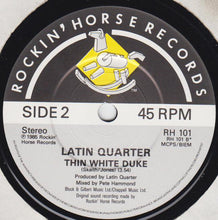 ROCKIN' HORSE RECORDS
SIDE 2
45 RPM
Stereo
℗ 1985 Rockin'
Horse Records
RH 101
RH 101 B*
MCPS/BIEM
LATIN QUARTER
THIN WHITE DUKE
(Skaith/Jones) (3.54)
Produced by Latin Quarter
Mixed by Pete Hammond
Block & Gilbert Music Ltd/Chappell Music Ltd.
Original sound recording made by
Rockin' Horse Records